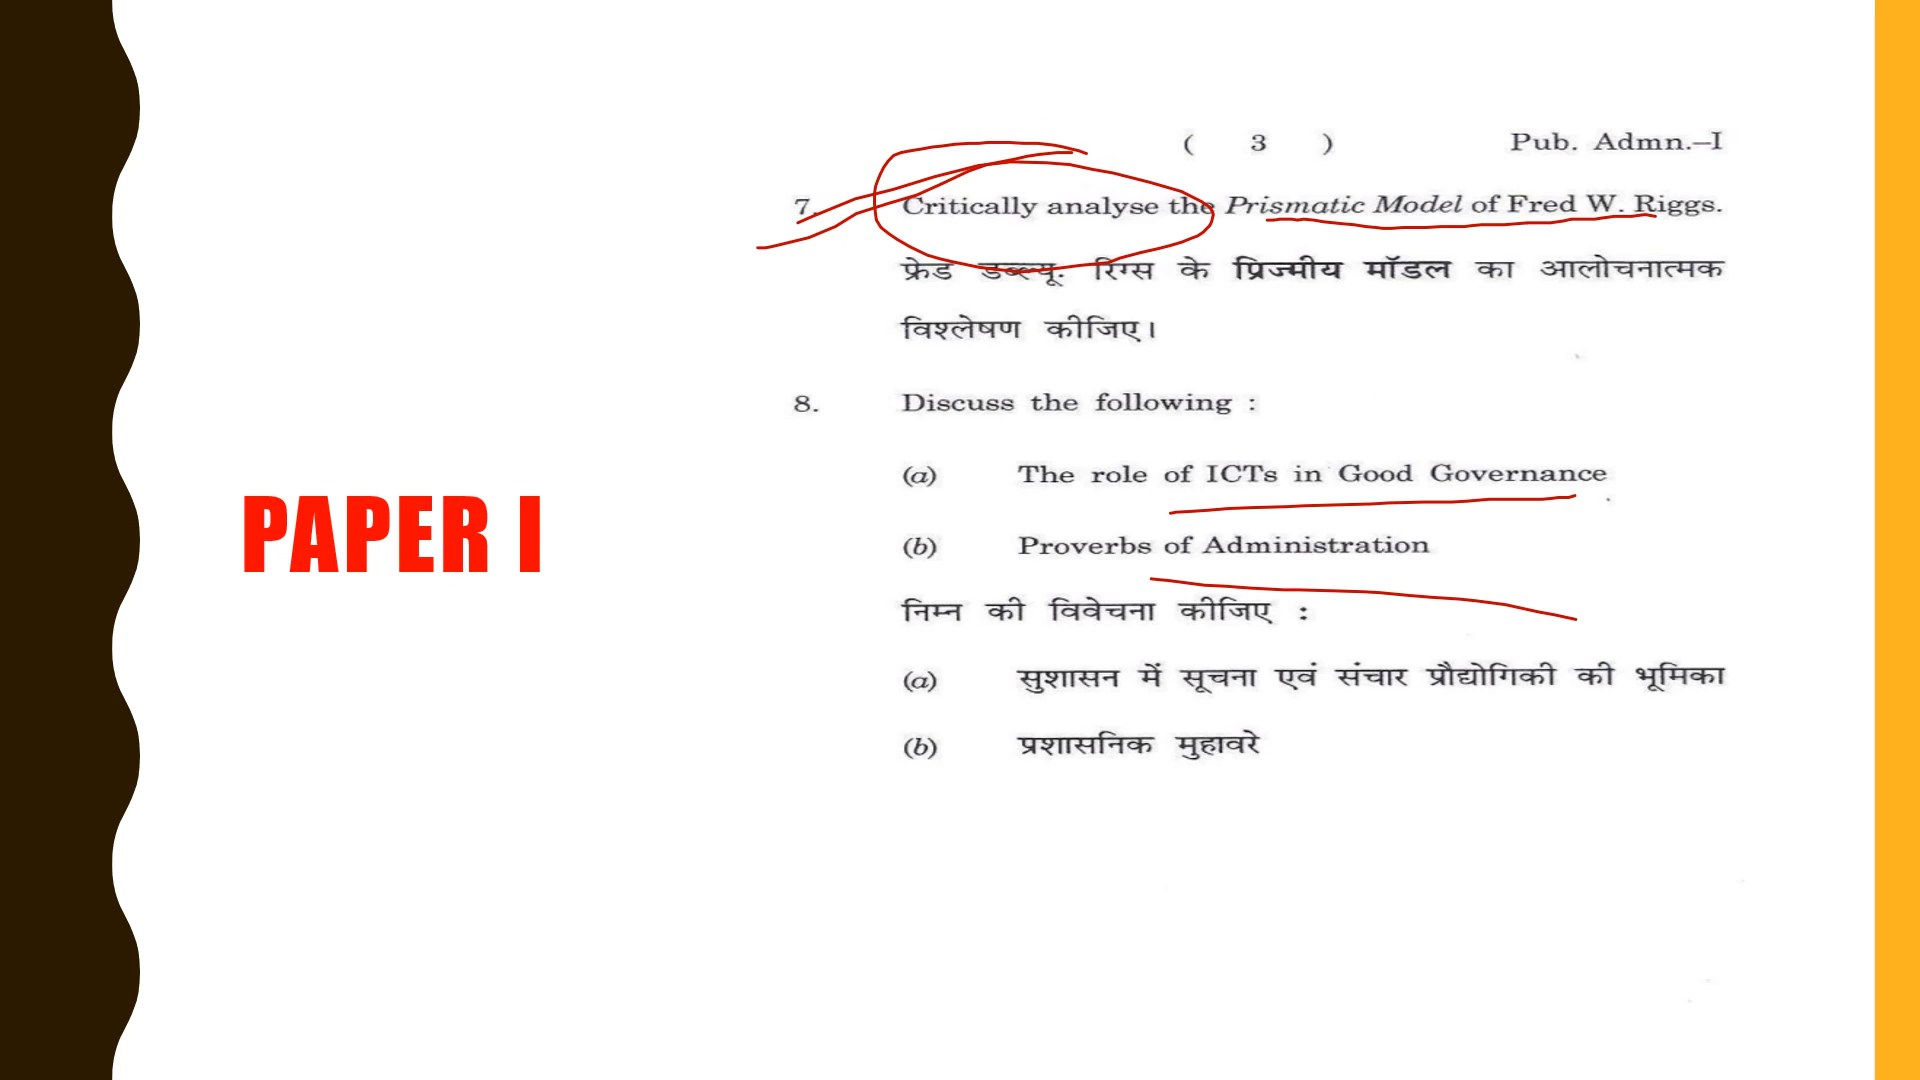 PAPER I
( 3 ) Pub. Admn.–I
7. Critically analyse the Prismatic Model of Fred W. Riggs.
फ्रेड डब्ल्यू. रिग्स के प्रिज्मीय मॉडल का आलोचनात्मक
विश्लेषण कीजिए।
8. Discuss the following :
(a) The role of ICTs in Good Governance
(b) Proverbs of Administration
निम्न की विवेचना कीजिए :
(a) सुशासन में सूचना एवं संचार प्रौद्योगिकी की भूमिका
(b) प्रशासनिक मुहावरे